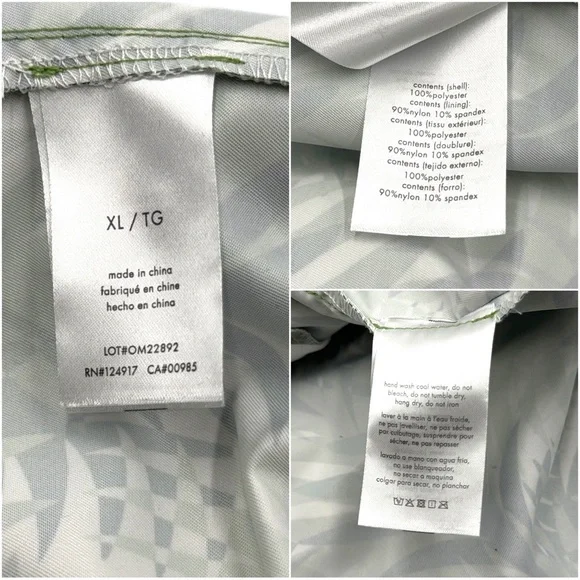 XL / TG
made in china
fabriqué en chine
hecho en china
LOT#OM22892
RN#124917 CA#00985
contents (shell):
100%polyester
contents (lining):
90%nylon 10% spandex
contents (tissu extérieur):
100%polyester
contents (doublure):
90%nylon 10% spandex
contents (tejido externo):
100%polyester
contents (forro):
90%nylon 10% spandex
hand wash cool water, do not
bleach, do not tumble dry,
hang dry, do not iron
laver à la main à l'eau froide,
ne pas javelliser, ne pas sécher
par culbutage, suspendre pour
sécher, ne pas repasser
lavado a mano con agua fría,
no use blanqueador,
no secar a maquina
colgar para secar, no planchar